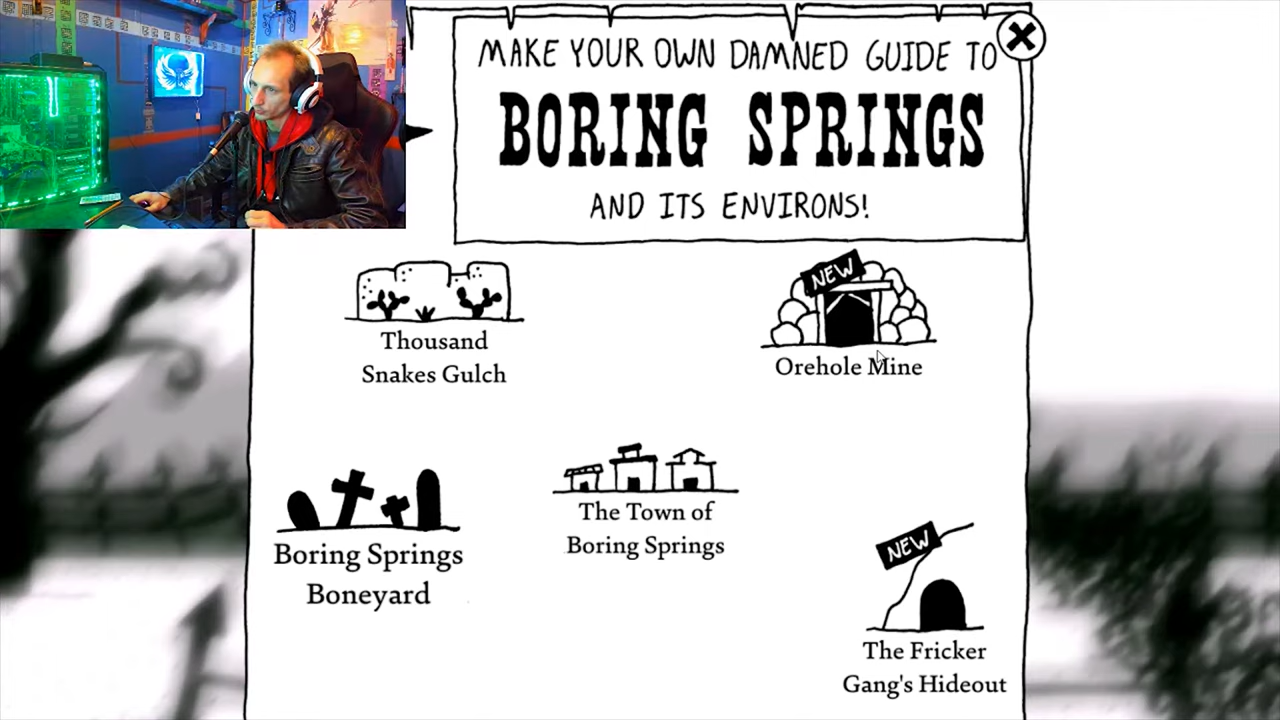 MAKE YOUR OWN DAMNED GUIDE TO
BORING SPRINGS
AND ITS ENVIRONS!
NEW
Thousand
Snakes Gulch
Orehole Mine
The Town of
Boring Springs
Boring Springs
Boneyard
NEW
The Fricker
Gang's Hideout